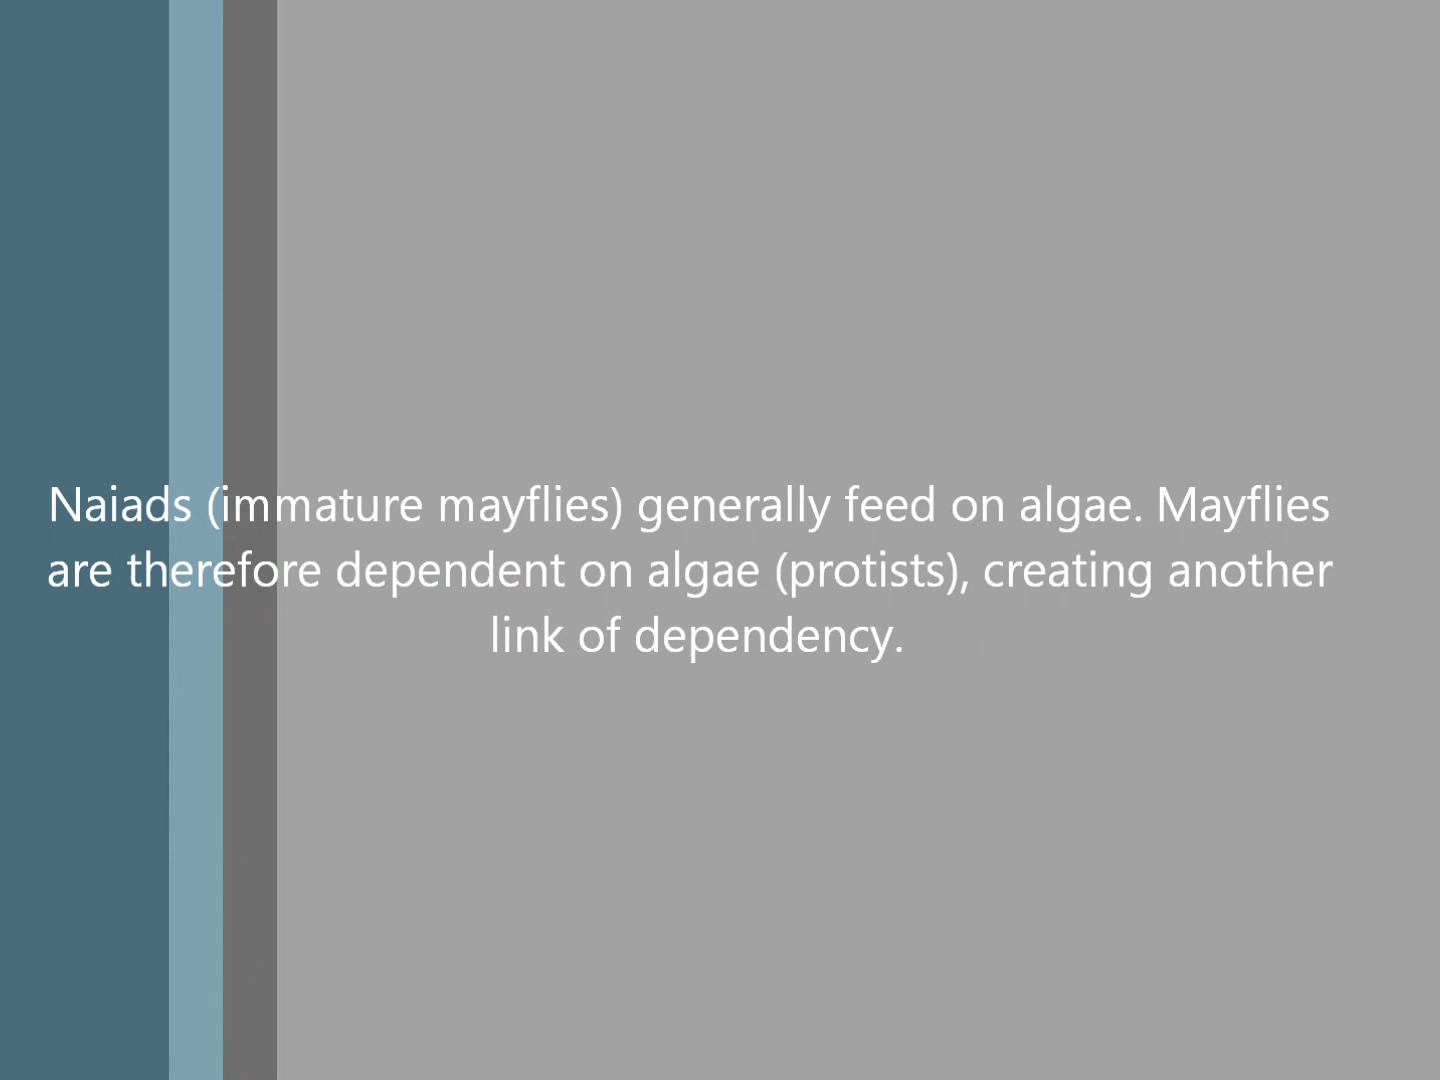 Naiads (immature mayflies) generally feed on algae. Mayflies
are therefore dependent on algae (protists), creating another
link of dependency.